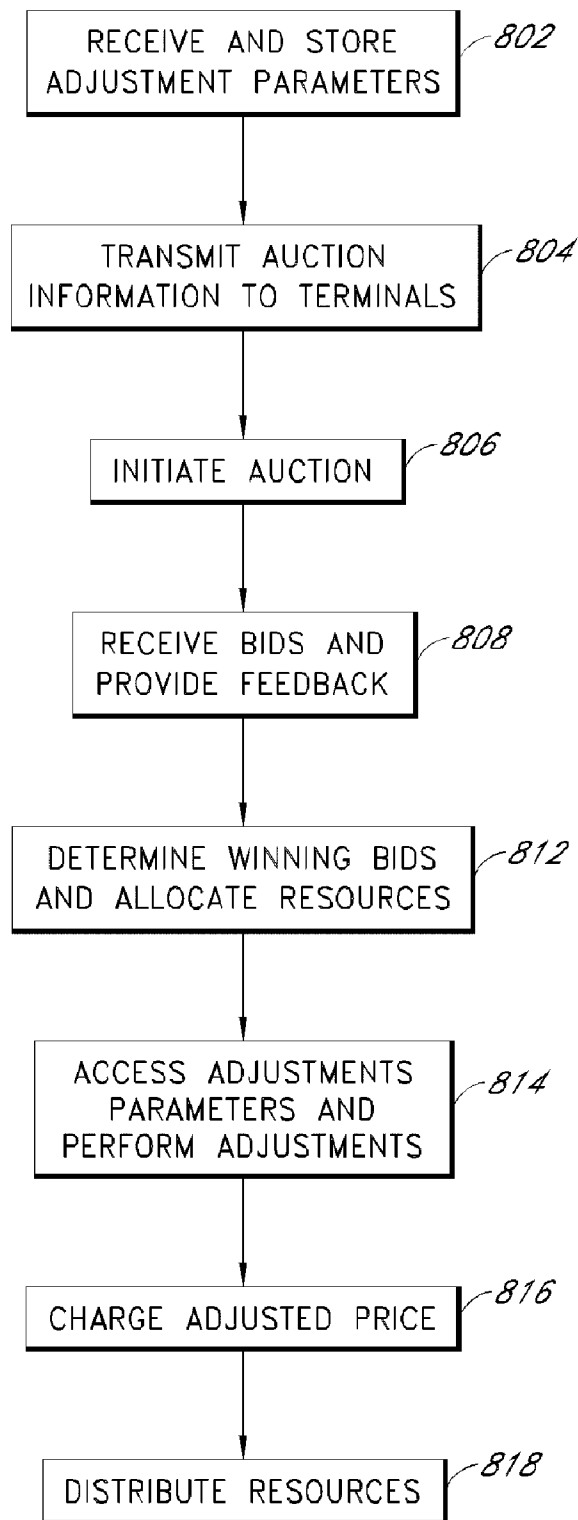 RECEIVE AND STORE
ADJUSTMENT PARAMETERS
802
TRANSMIT AUCTION
INFORMATION TO TERMINALS
804
INITIATE AUCTION
806
RECEIVE BIDS AND
PROVIDE FEEDBACK
808
DETERMINE WINNING BIDS
AND ALLOCATE RESOURCES
812
ACCESS ADJUSTMENTS
PARAMETERS AND
PERFORM ADJUSTMENTS
814
CHARGE ADJUSTED PRICE
816
DISTRIBUTE RESOURCES
818